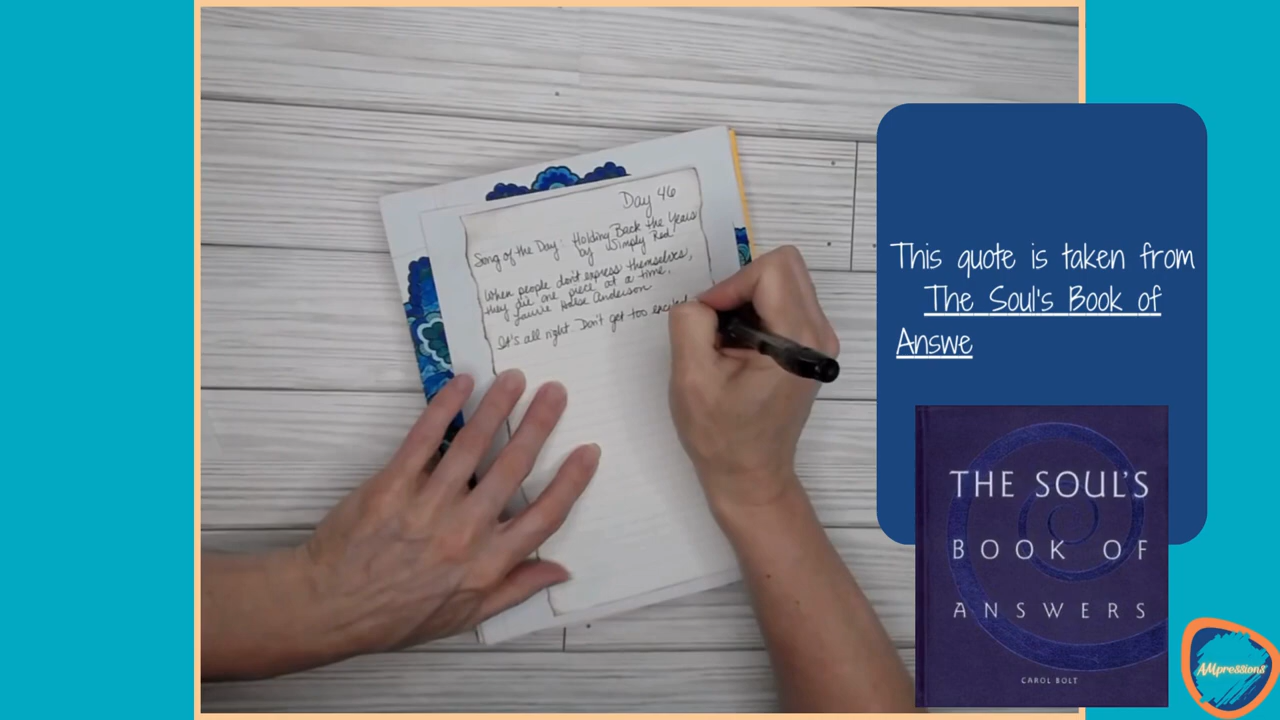 Day 46
Song of the Day: Holding Back the Years
by Simply Red
When people don't express themselves,
they die one piece at a time.
Laurie Halse Anderson
It's all right. Don't get too excited
This quote is taken from
The Soul's Book of
Answe
THE SOUL'S
BOOK OF
ANSWERS
CAROL BOLT
AMpressions